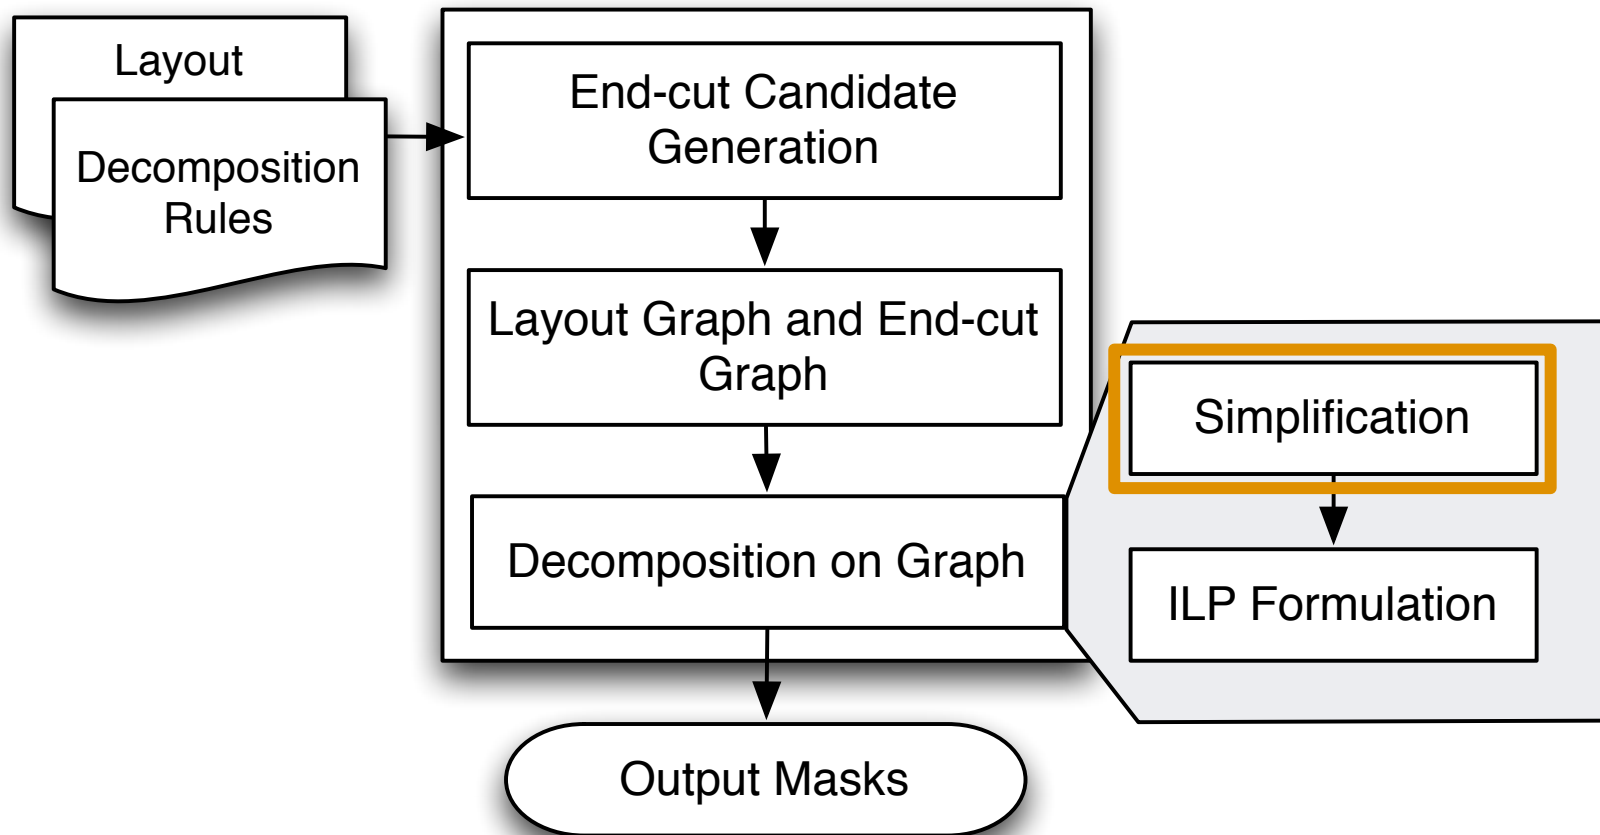 Layout
Decomposition
Rules
End-cut Candidate
Generation
Layout Graph and End-cut
Graph
Decomposition on Graph
Simplification
ILP Formulation
Output Masks